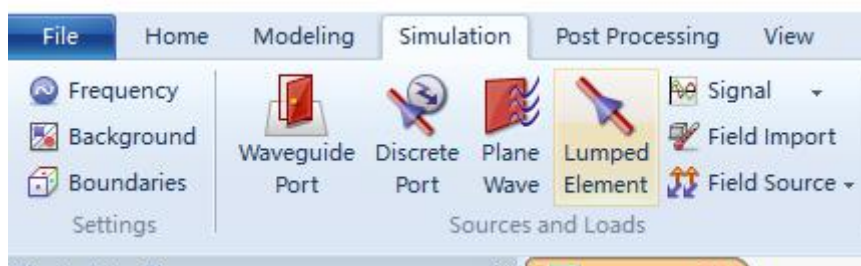 File Home Modeling Simulation Post Processing View
Frequency
Background
Boundaries
Settings
Waveguide
Port
Discrete
Port
Plane
Wave
Lumped
Element
Signal
Field Import
Field Source
Sources and Loads